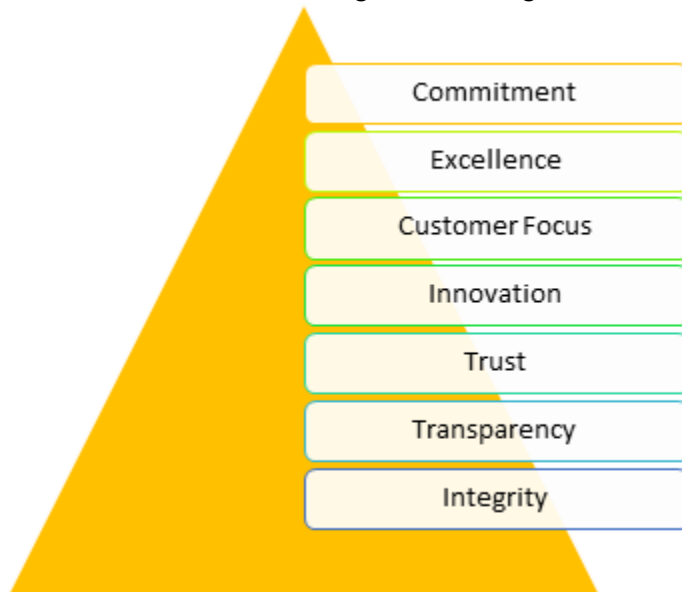 Commitment
Excellence
Customer Focus
Innovation
Trust
Transparency
Integrity